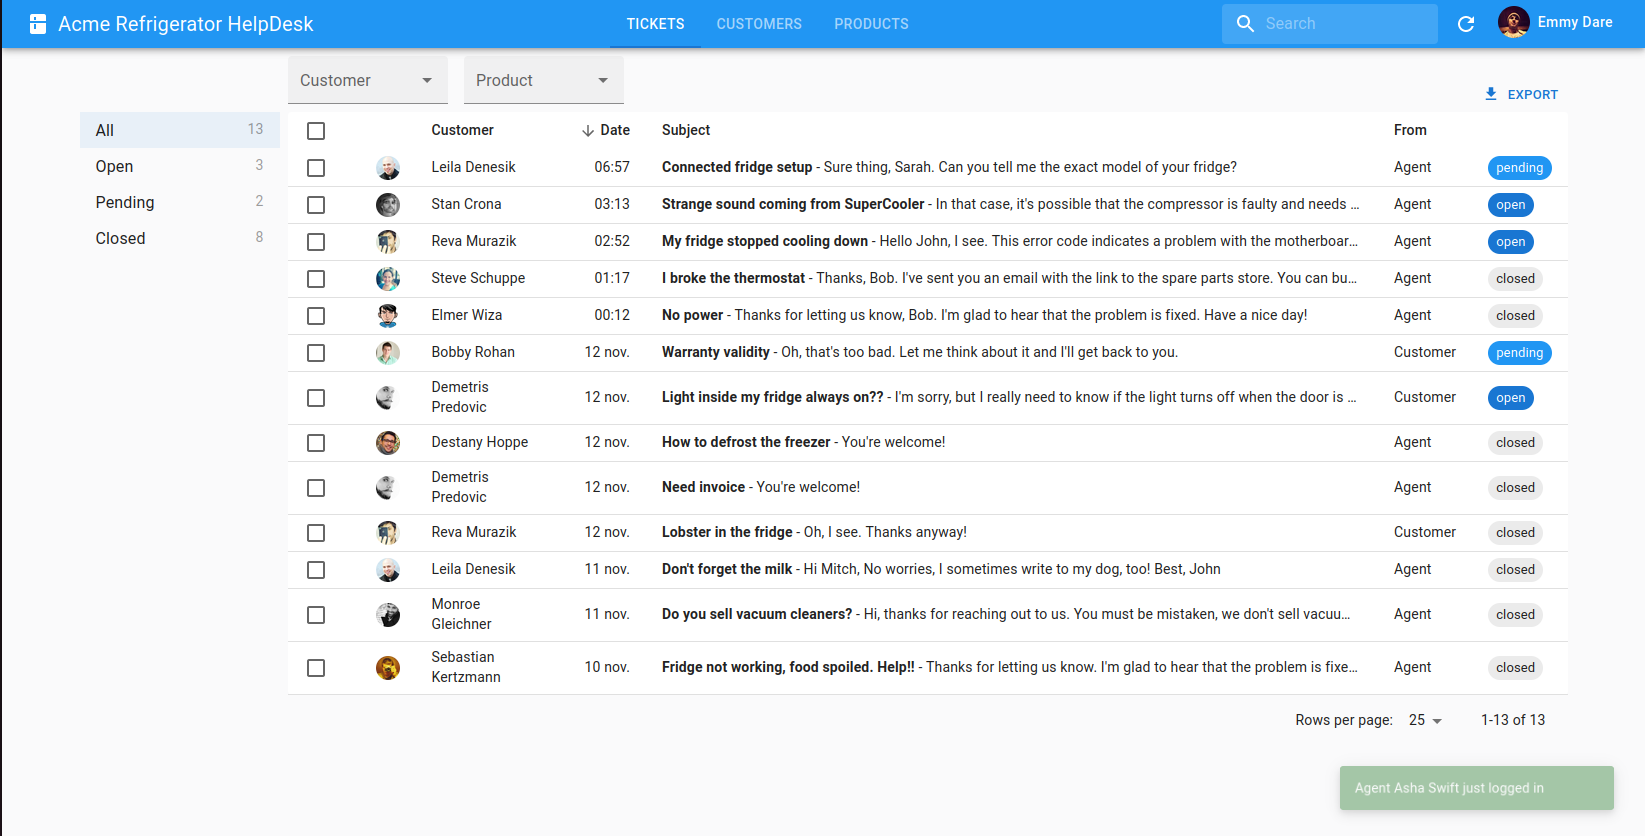 Acme Refrigerator HelpDesk TICKETS CUSTOMERS PRODUCTS Search Emmy Dare
Customer Product
EXPORT
All 13
Open 3
Pending 2
Closed 8
Customer Date Subject From
Leila Denesik 06:57 Connected fridge setup - Sure thing, Sarah. Can you tell me the exact model of your fridge? Agent pending
Stan Crona 03:13 Strange sound coming from SuperCooler - In that case, it's possible that the compressor is faulty and needs ... Agent open
Reva Murazik 02:52 My fridge stopped cooling down - Hello John, I see. This error code indicates a problem with the motherboar... Agent open
Steve Schuppe 01:17 I broke the thermostat - Thanks, Bob. I've sent you an email with the link to the spare parts store. You can bu... Agent closed
Elmer Wiza 00:12 No power - Thanks for letting us know, Bob. I'm glad to hear that the problem is fixed. Have a nice day! Agent closed
Bobby Rohan 12 nov. Warranty validity - Oh, that's too bad. Let me think about it and I'll get back to you. Customer pending
Demetris
Predovic 12 nov. Light inside my fridge always on?? - I'm sorry, but I really need to know if the light turns off when the door is ... Customer open
Destany Hoppe 12 nov. How to defrost the freezer - You're welcome! Agent closed
Demetris
Predovic 12 nov. Need invoice - You're welcome! Agent closed
Reva Murazik 12 nov. Lobster in the fridge - Oh, I see. Thanks anyway! Customer closed
Leila Denesik 11 nov. Don't forget the milk - Hi Mitch, No worries, I sometimes write to my dog, too! Best, John Agent closed
Monroe
Gleichner 11 nov. Do you sell vacuum cleaners? - Hi, thanks for reaching out to us. You must be mistaken, we don't sell vacuu... Agent closed
Sebastian
Kertzmann 10 nov. Fridge not working, food spoiled. Help!! - Thanks for letting us know. I'm glad to hear that the problem is fixe... Agent closed
Rows per page: 25 1-13 of 13
Agent Asha Swift just logged in